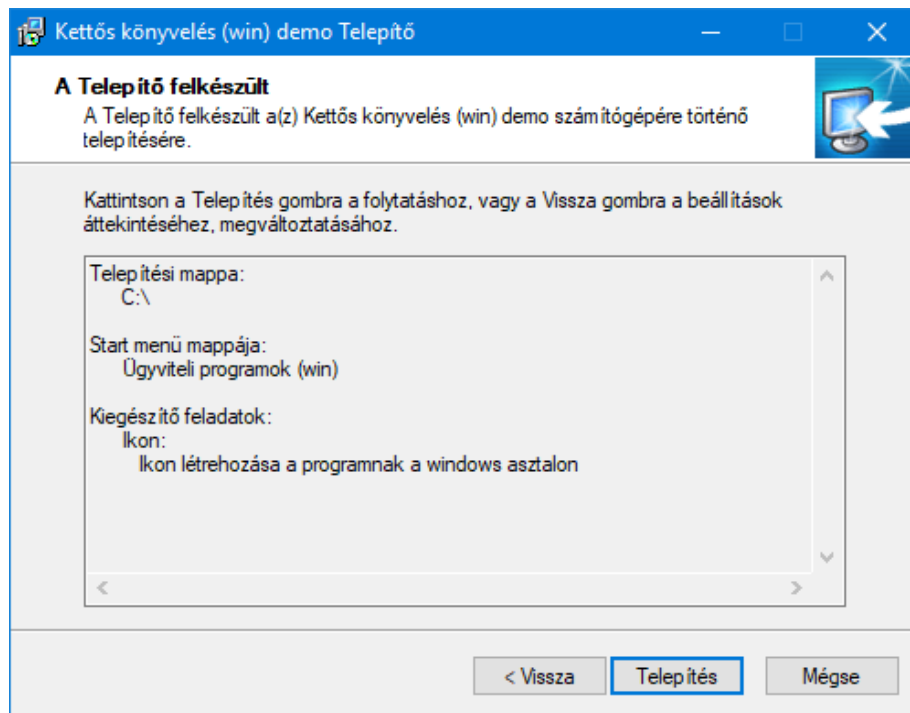 Kettős könyvelés (win) demo Telepítő
A Telepítő felkészült
A Telepítő felkészült a(z) Kettős könyvelés (win) demo számítógépére történő
telepítésére.
Kattintson a Telepítés gombra a folytatáshoz, vagy a Vissza gombra a beállítások
áttekintéséhez, megváltoztatásához.
Telepítési mappa:
C:\
Start menü mappája:
Ügyviteli programok (win)
Kiegészítő feladatok:
Ikon:
Ikon létrehozása a programnak a windows asztalon
< Vissza
Telepítés
Mégse